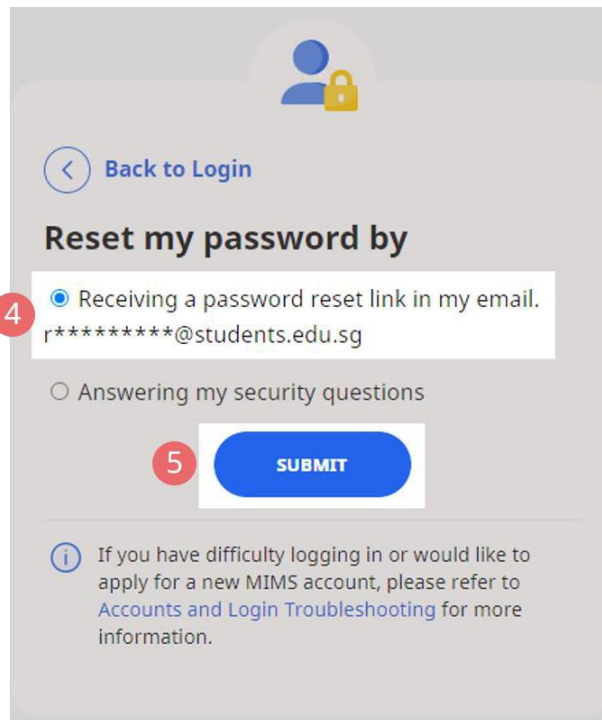 Back to Login
Reset my password by
4
Receiving a password reset link in my email.
r*********@students.edu.sg
Answering my security questions
5
SUBMIT
If you have difficulty logging in or would like to
apply for a new MIMS account, please refer to
Accounts and Login Troubleshooting for more
information.